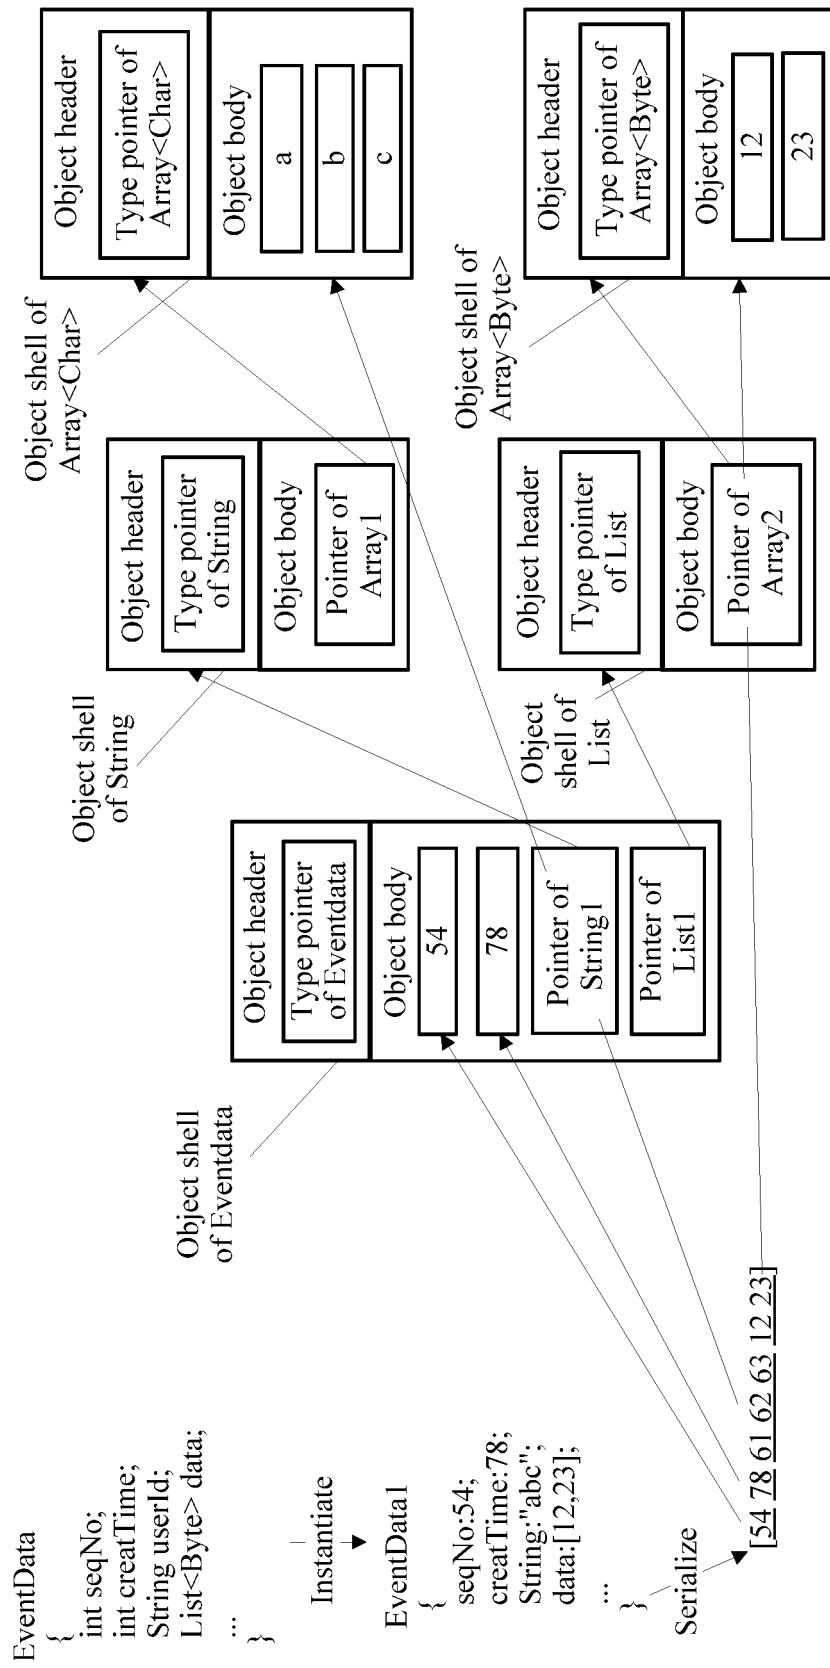 EventData
{
int seqNo;
int creatTime;
String userId;
List<Byte> data;
...
}
Instantiate
EventData1
{
seqNo:54;
creatTime:78;
String:"abc";
data:[12,23];
...
}
Serialize
[54 78 61 62 63 12 23]
Object shell
of Eventdata
Object header
Type pointer
of Eventdata
Object body
54
78
Pointer of
String1
Pointer of
List1
Object shell
of String
Object header
Type pointer
of String
Object body
Pointer of
Array1
Object
shell of
List
Object header
Type pointer
of List
Object body
Pointer of
Array2
Object shell of
Array<Char>
Object header
Type pointer of
Array<Char>
Object body
a
b
c
Object shell of
Array<Byte>
Object header
Type pointer of
Array<Byte>
Object body
12
23